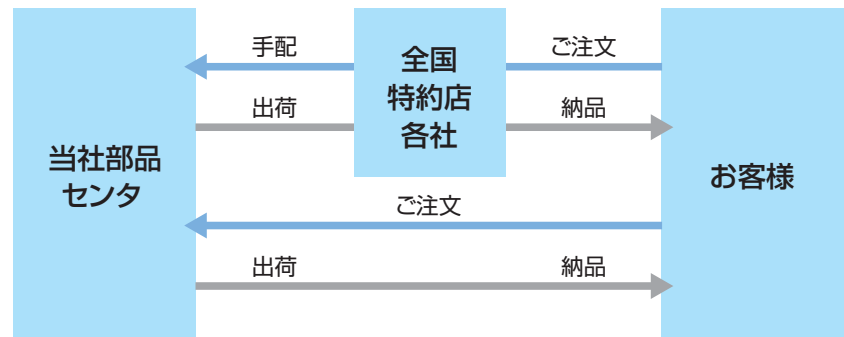 手配
全国
特約店
各社
ご注文
出荷
納品
当社部品
センタ
お客様
ご注文
出荷
納品